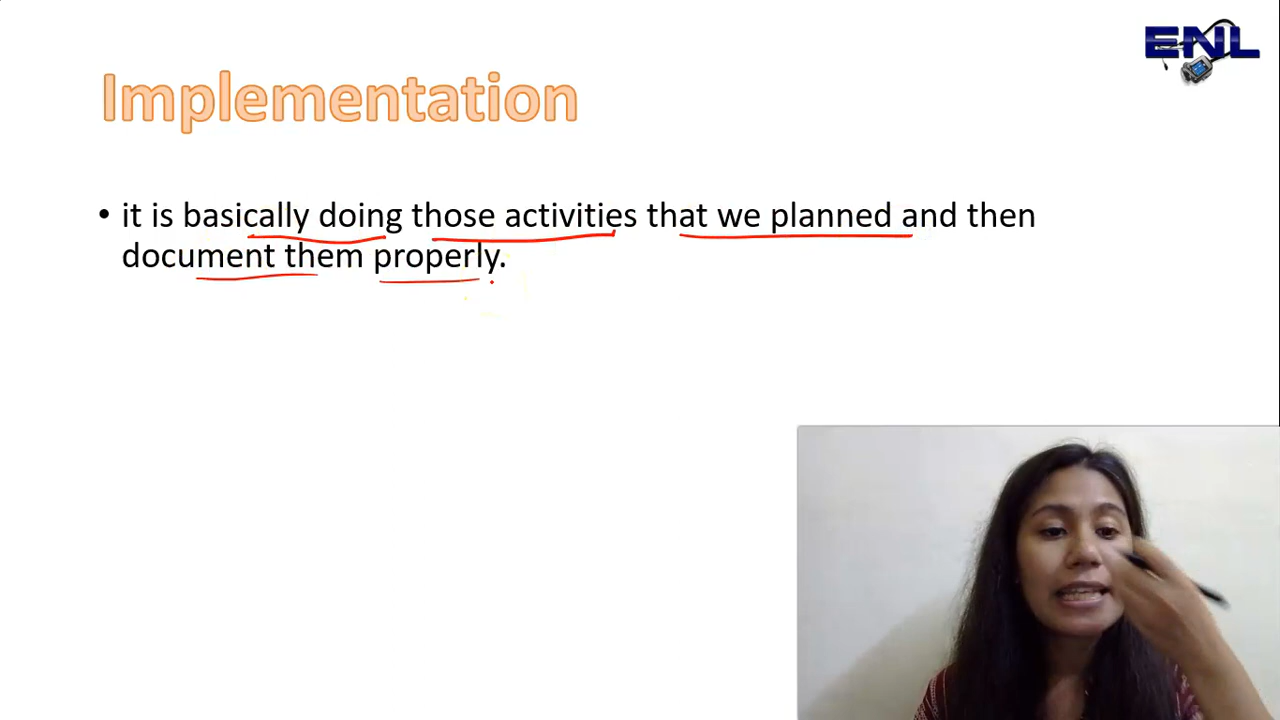 ENL
Implementation
• it is basically doing those activities that we planned and then
document them properly.